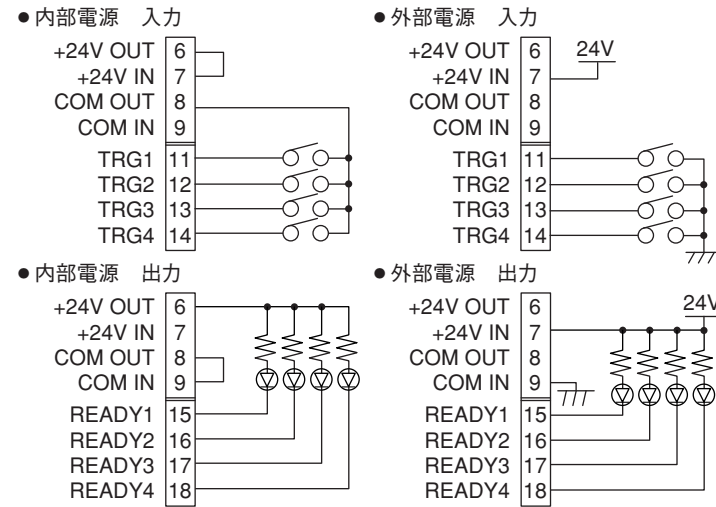 ●内部電源　入力
+24V OUT 6
+24V IN 7
COM OUT 8
COM IN 9
TRG1 11
TRG2 12
TRG3 13
TRG4 14
●外部電源　入力
+24V OUT 6 24V
+24V IN 7
COM OUT 8
COM IN 9
TRG1 11
TRG2 12
TRG3 13
TRG4 14
●内部電源　出力
+24V OUT 6
+24V IN 7
COM OUT 8
COM IN 9
READY1 15
READY2 16
READY3 17
READY4 18
●外部電源　出力
+24V OUT 6 24V
+24V IN 7
COM OUT 8
COM IN 9
READY1 15
READY2 16
READY3 17
READY4 18